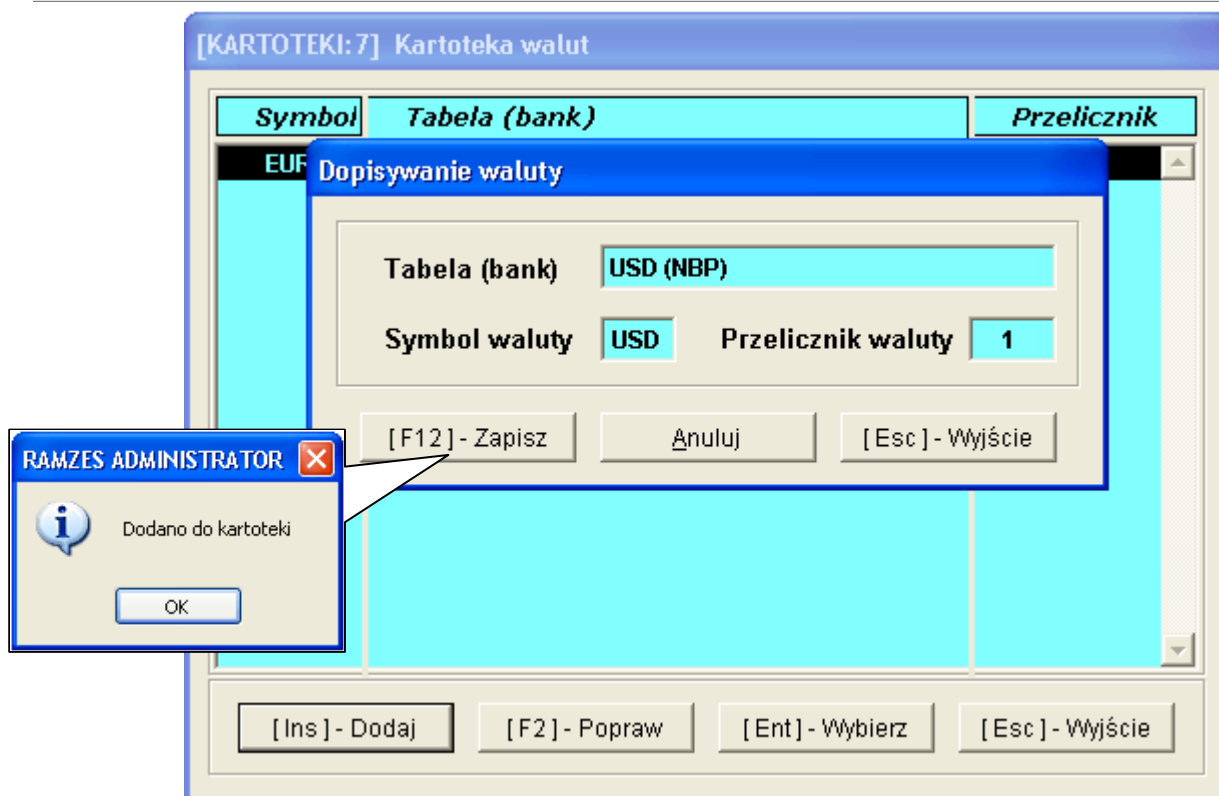 [KARTOTEKI: 7] Kartoteka walut
Symbol Tabela (bank) Przelicznik
EUR
Dopisywanie waluty
Tabela (bank) USD (NBP)
Symbol waluty USD Przelicznik waluty 1
[F12] - Zapisz Anuluj [Esc] - Wyjście
RAMZES ADMINISTRATOR
Dodano do kartoteki
OK
[Ins] - Dodaj [F2] - Popraw [Ent] - Wybierz [Esc] - Wyjście